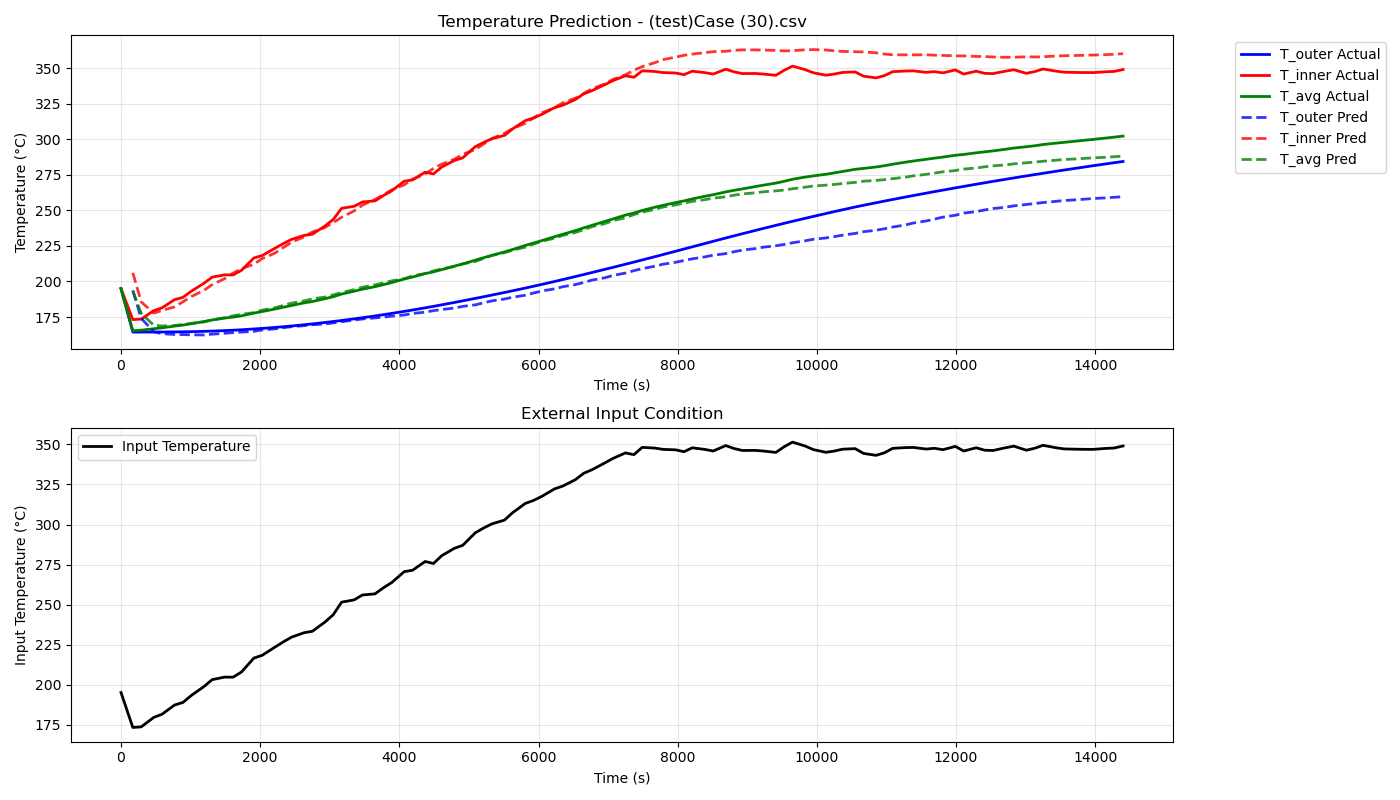 Temperature Prediction - (test)Case (30).csv
Temperature (°C)
350
325
300
275
250
225
200
175
0 2000 4000 6000 8000 10000 12000 14000
Time (s)
T_outer Actual
T_inner Actual
T_avg Actual
T_outer Pred
T_inner Pred
T_avg Pred
External Input Condition
Input Temperature
Input Temperature (°C)
350
325
300
275
250
225
200
175
0 2000 4000 6000 8000 10000 12000 14000
Time (s)